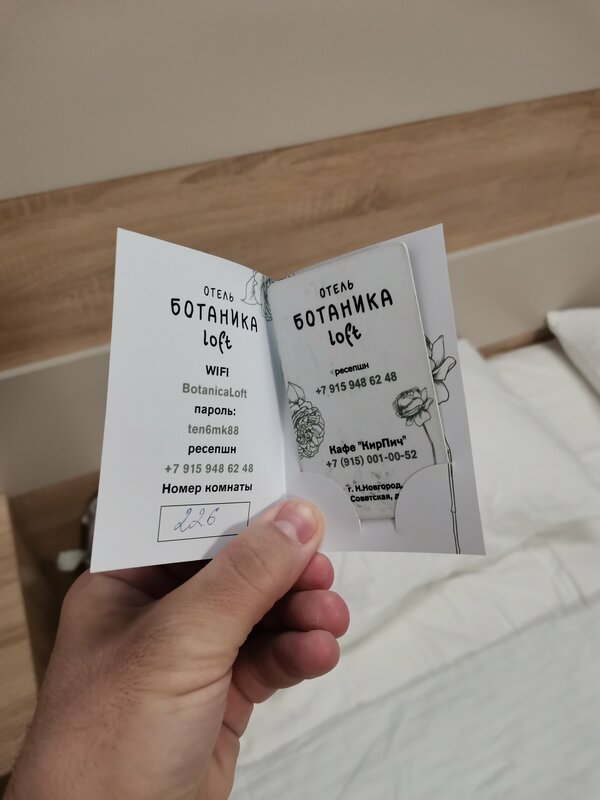 ОТЕЛЬ
БОТАНИКА
loft
WIFI
BotanicaLoft
пароль:
ten6mk88
ресепшн
+7 915 948 62 48
Номер комнаты
226
ОТЕЛЬ
БОТАНИКА
loft
ресепшн
+7 915 948 62 48
Кафе "КирПич"
+7 (915) 001-00-52
г. Н.Новгород,
Советская, д